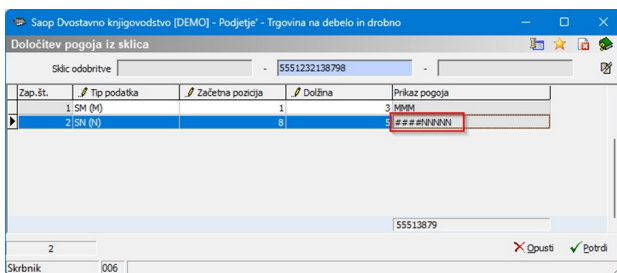 Saop Dvostavno knjigovodstvo [DEMO] - Podjetje' - Trgovina na debelo in drobno
Določitev pogoja iz sklica
Sklic odobritve - 5551232138798 -
Zap.št. Tip podatka Začetna pozicija Dolžina Prikaz pogoja
1 SM (M) 1 3 MMM
2 SN (N) 8 5 ####NNNNN
55513879
2 Opusti Potrdi
Skrbnik 006